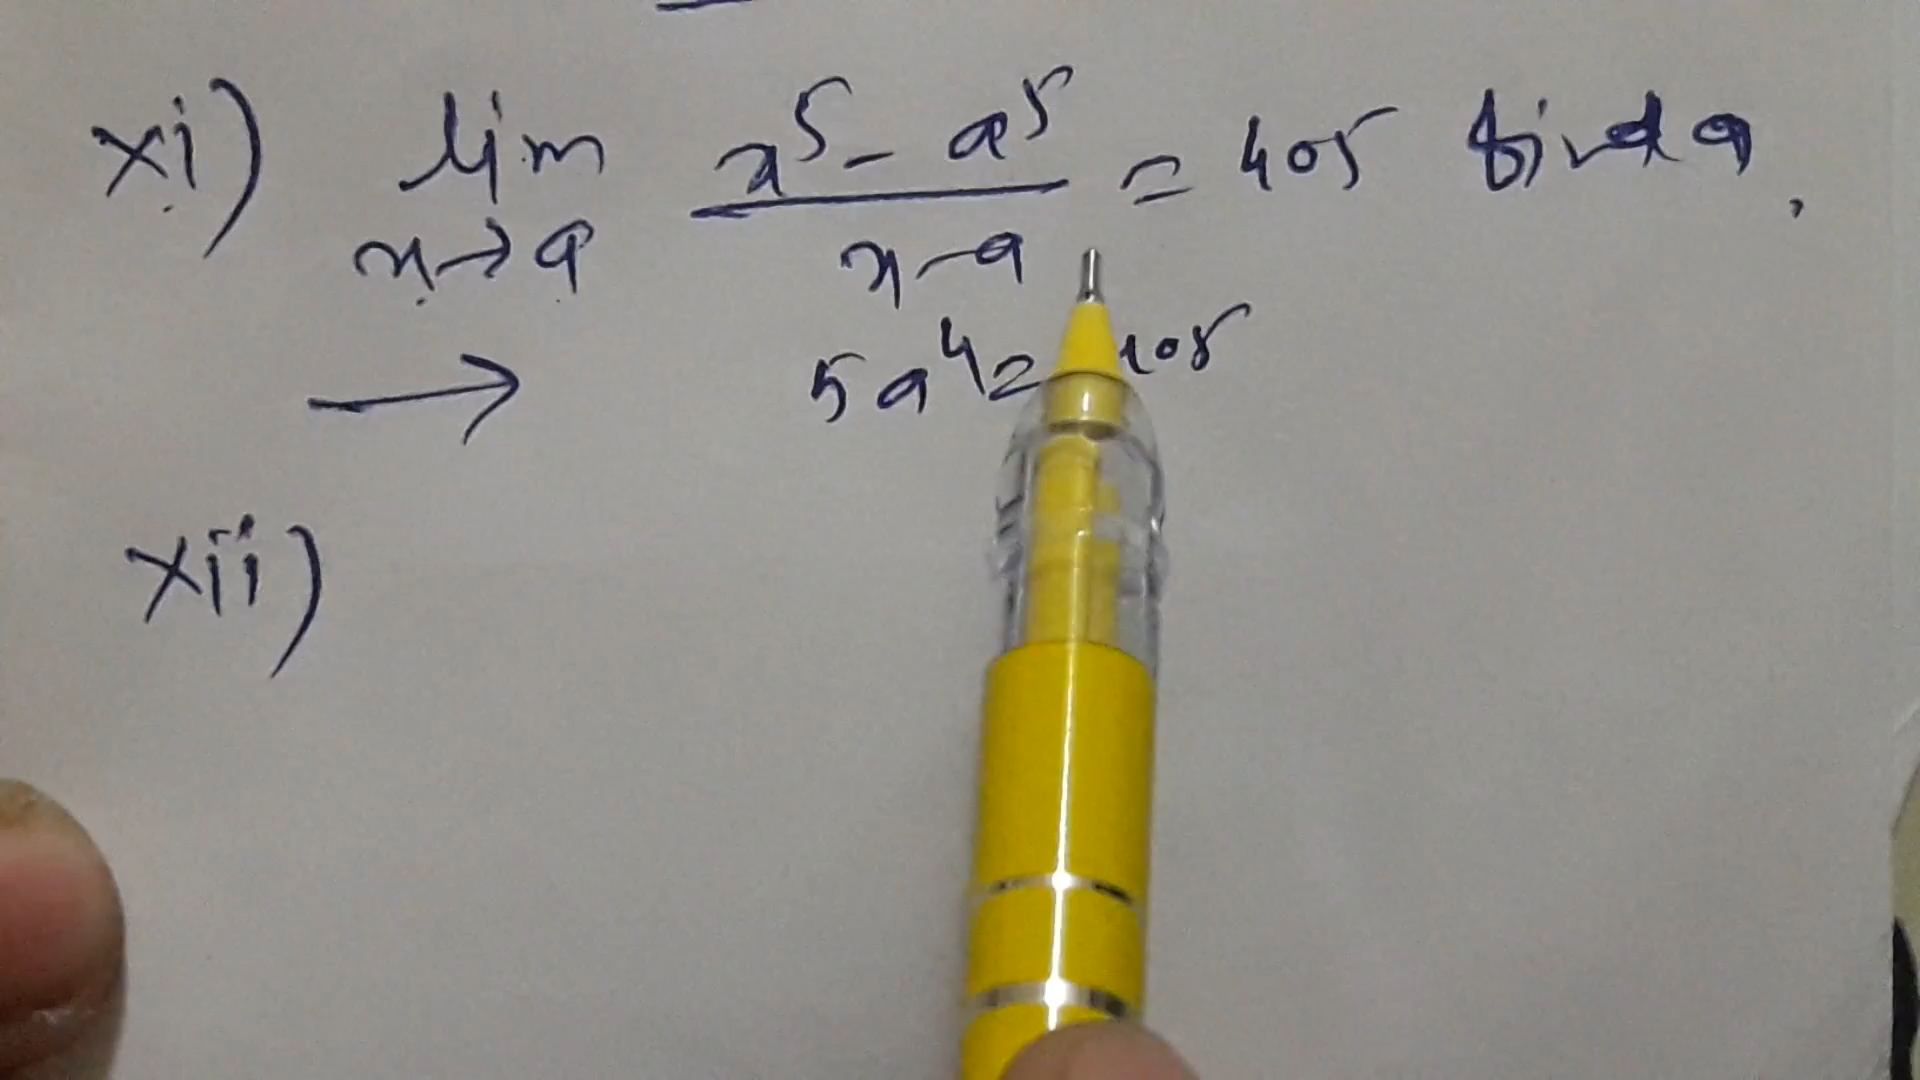 xi) lim x⁵ - a⁵ / x-a = 405 find a.
x→a
→ 5a⁴ = 405
xii)